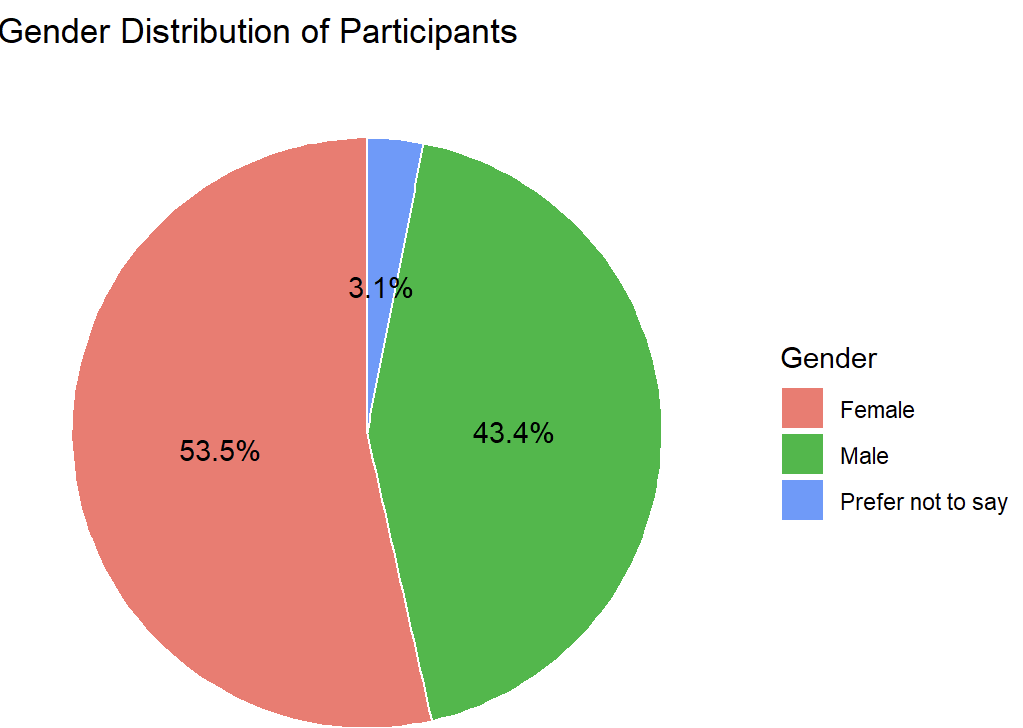 Gender Distribution of Participants
3.1%
53.5%
43.4%
Gender
Female
Male
Prefer not to say